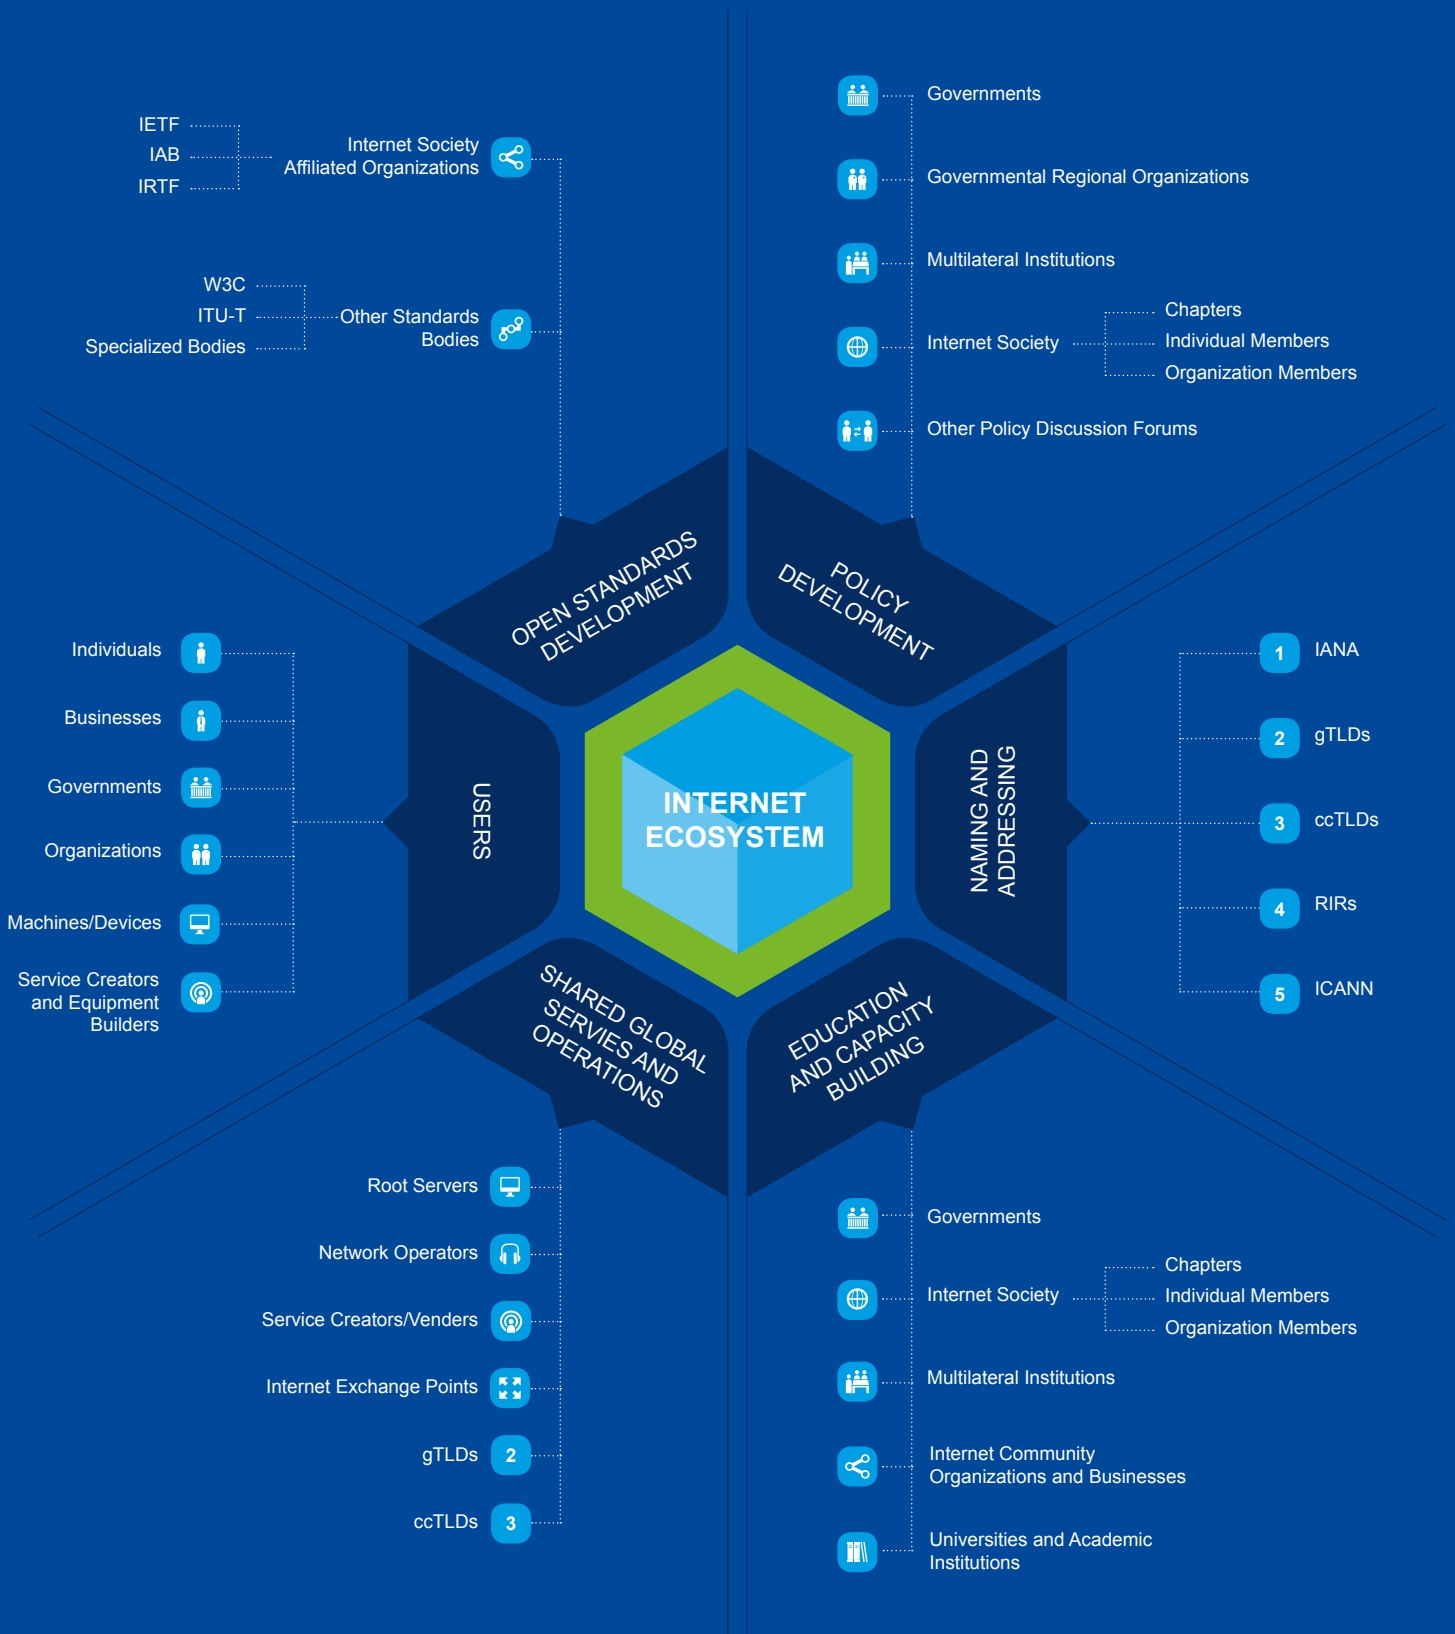 IETF
IAB
IRTF
Internet Society
Affiliated Organizations
W3C
ITU-T
Specialized Bodies
Other Standards
Bodies
Governments
Governmental Regional Organizations
Multilateral Institutions
Internet Society
Chapters
Individual Members
Organization Members
Other Policy Discussion Forums
OPEN STANDARDS
DEVELOPMENT
POLICY
DEVELOPMENT
Individuals
Businesses
Governments
Organizations
Machines/Devices
Service Creators
and Equipment
Builders
USERS
INTERNET
ECOSYSTEM
NAMING AND
ADDRESSING
1 IANA
2 gTLDs
3 ccTLDs
4 RIRs
5 ICANN
SHARED GLOBAL
SERVIES AND
OPERATIONS
EDUCATION
AND CAPACITY
BUILDING
Root Servers
Network Operators
Service Creators/Venders
Internet Exchange Points
gTLDs 2
ccTLDs 3
Governments
Internet Society
Chapters
Individual Members
Organization Members
Multilateral Institutions
Internet Community
Organizations and Businesses
Universities and Academic
Institutions